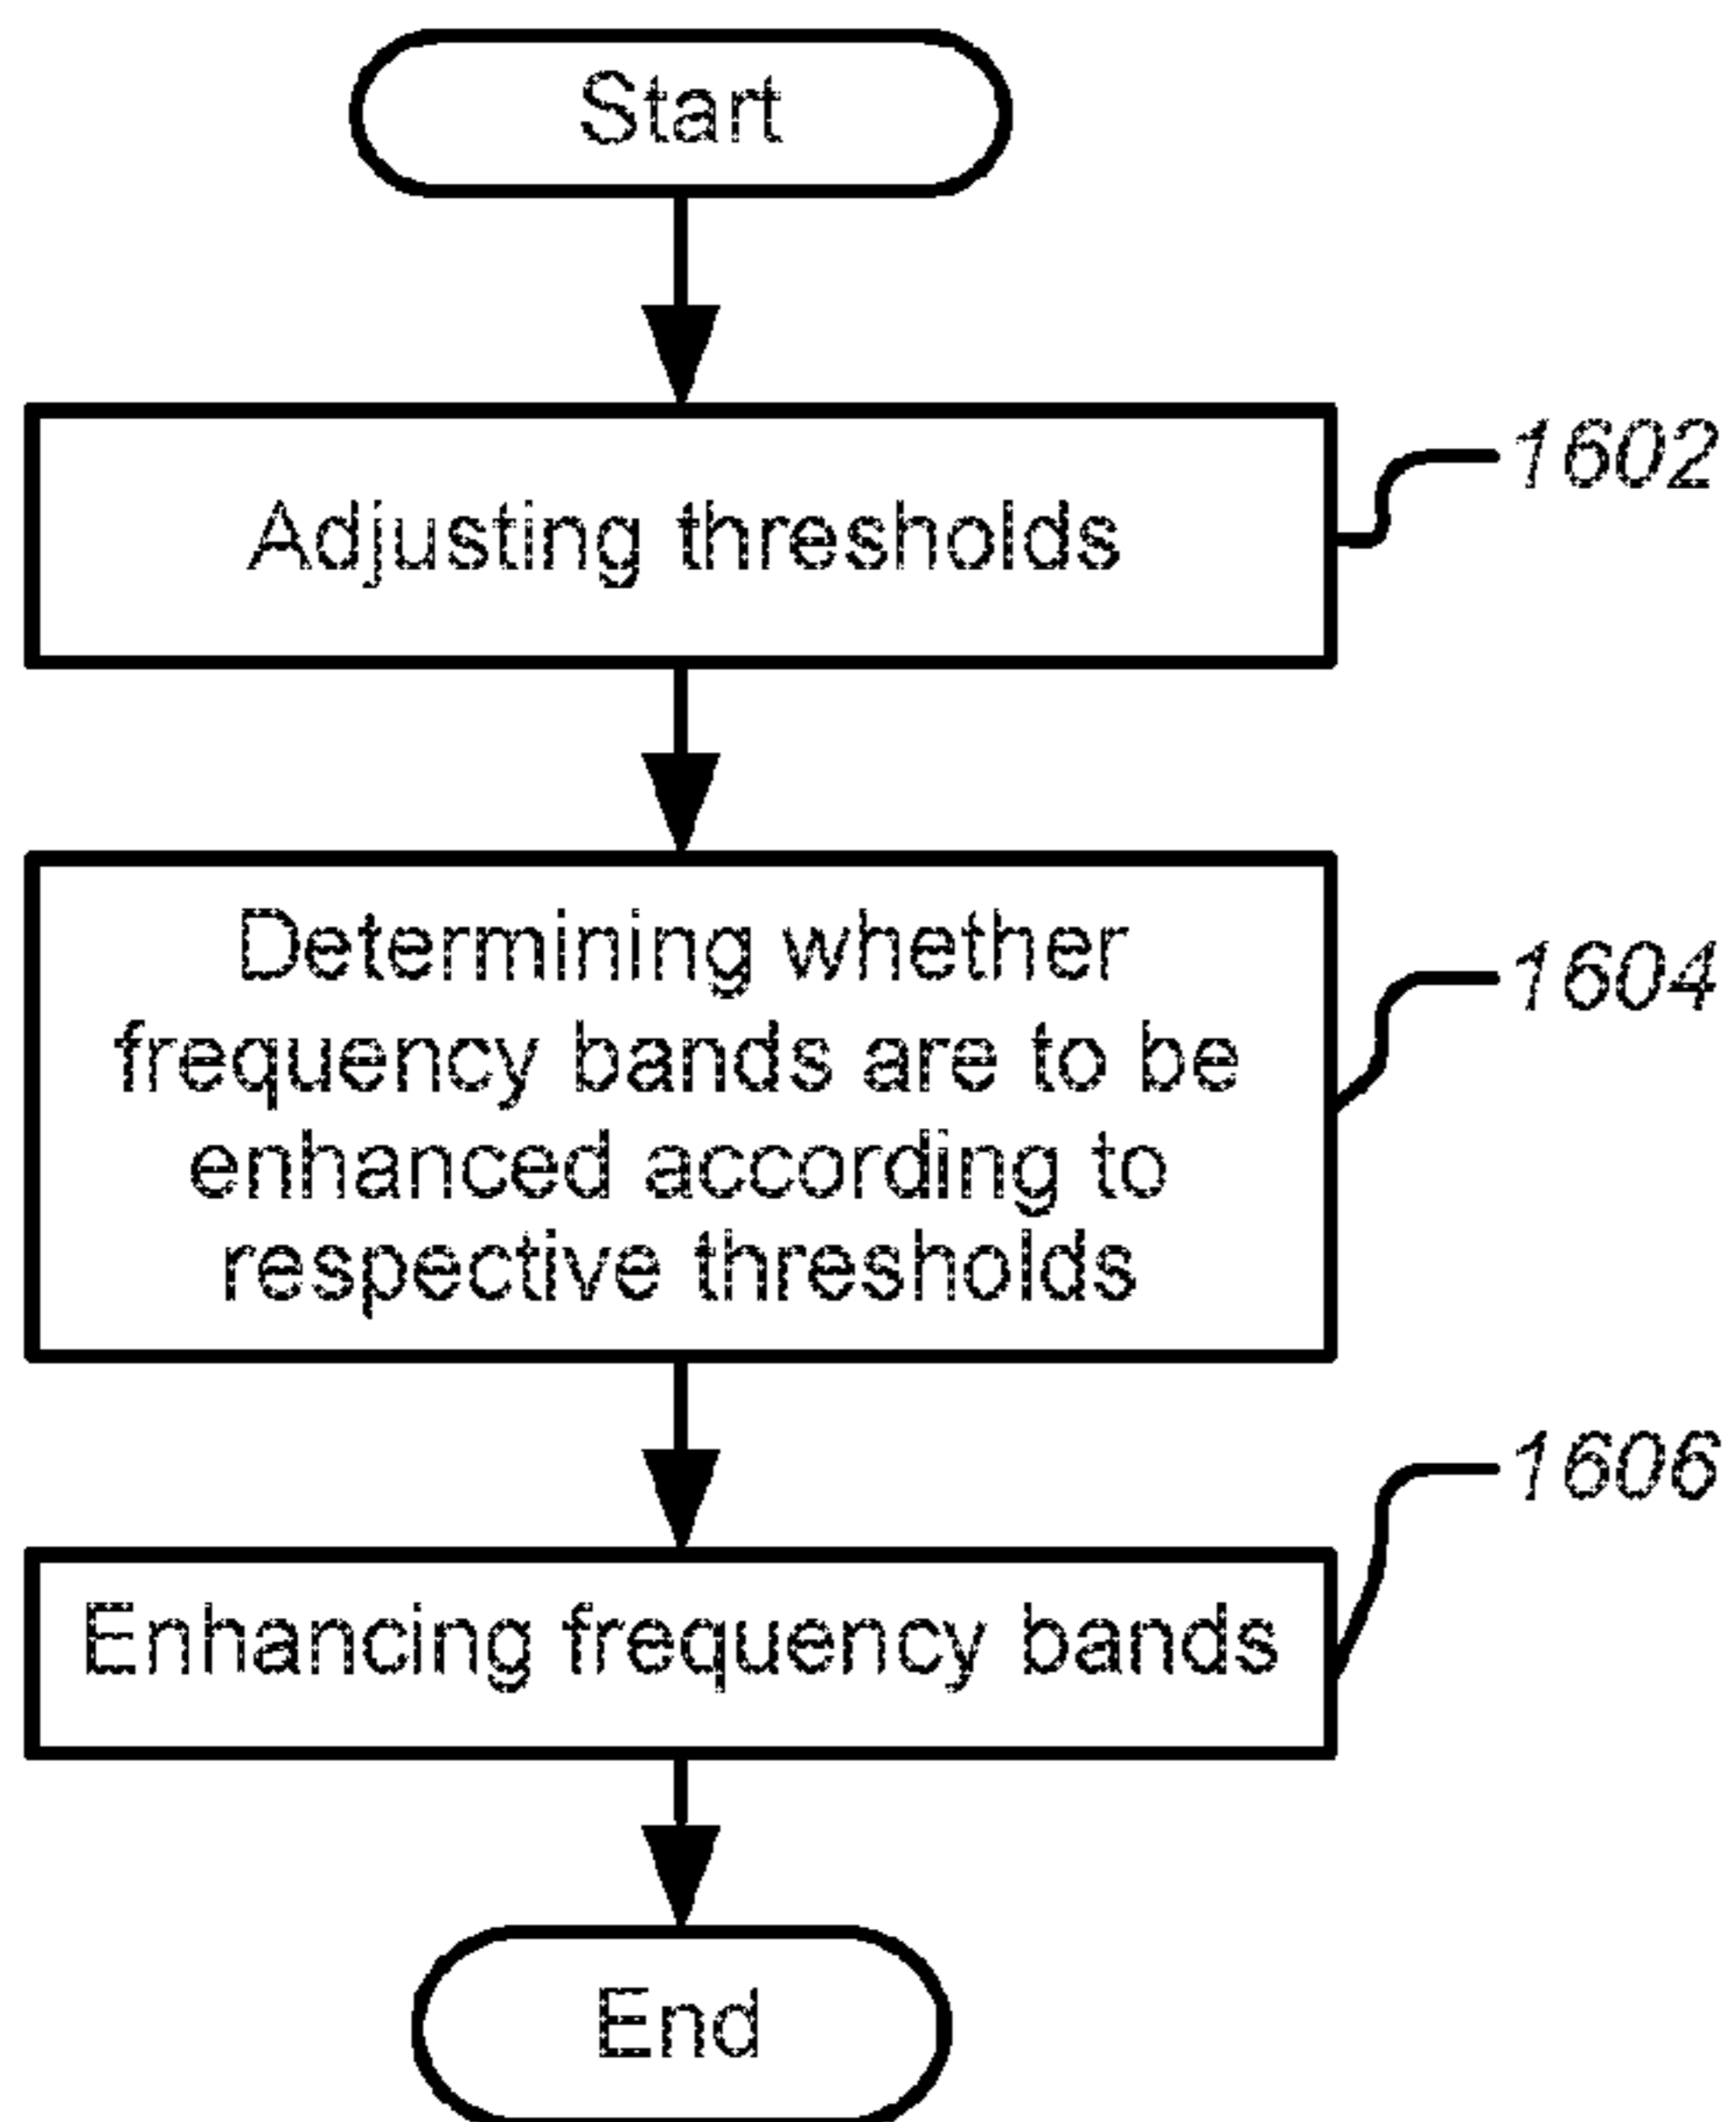 Start
Adjusting thresholds
1602
Determining whether
frequency bands are to be
enhanced according to
respective thresholds
1604
Enhancing frequency bands
1606
End